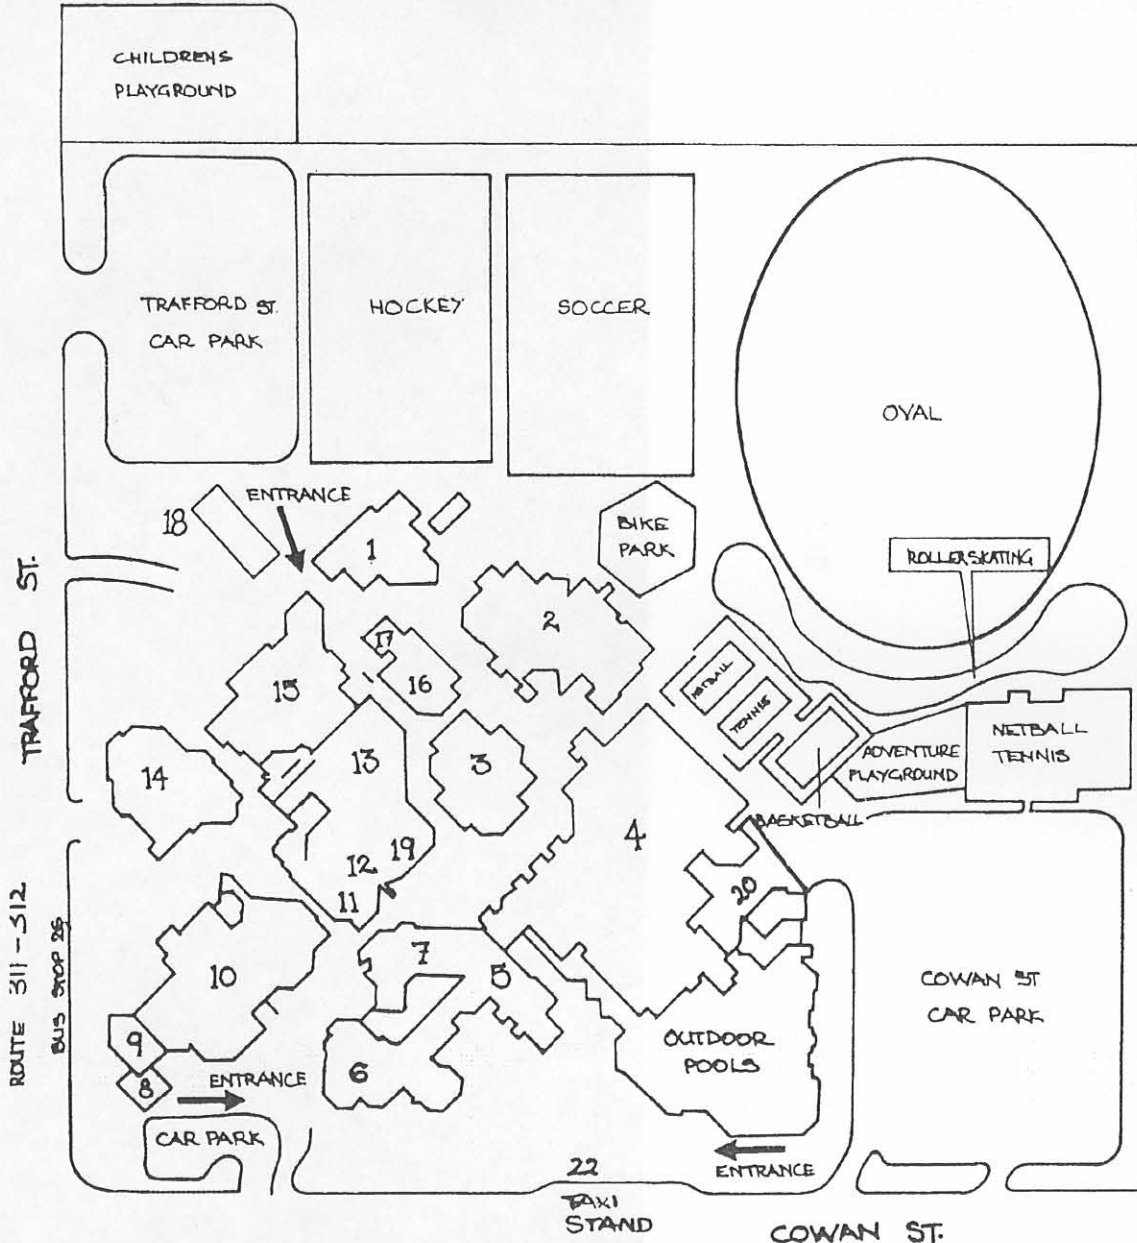 CHILDRENS
PLAYGROUND
TRAFFORD ST.
CAR PARK
HOCKEY
SOCCER
OVAL
ENTRANCE
18
1
BIKE
PARK
ROLLERSKATING
TRAFFORD ST.
2
17
16
15
NETBALL
TENNIS
BASKETBALL
ADVENTURE
PLAYGROUND
NETBALL
TENNIS
14
13
3
4
12
19
11
20
ROUTE 311-312
BUS STOP 26
10
7
5
COWAN ST
CAR PARK
9
8
6
OUTDOOR
POOLS
ENTRANCE
CAR PARK
22
TAXI
STAND
ENTRANCE
COWAN ST.